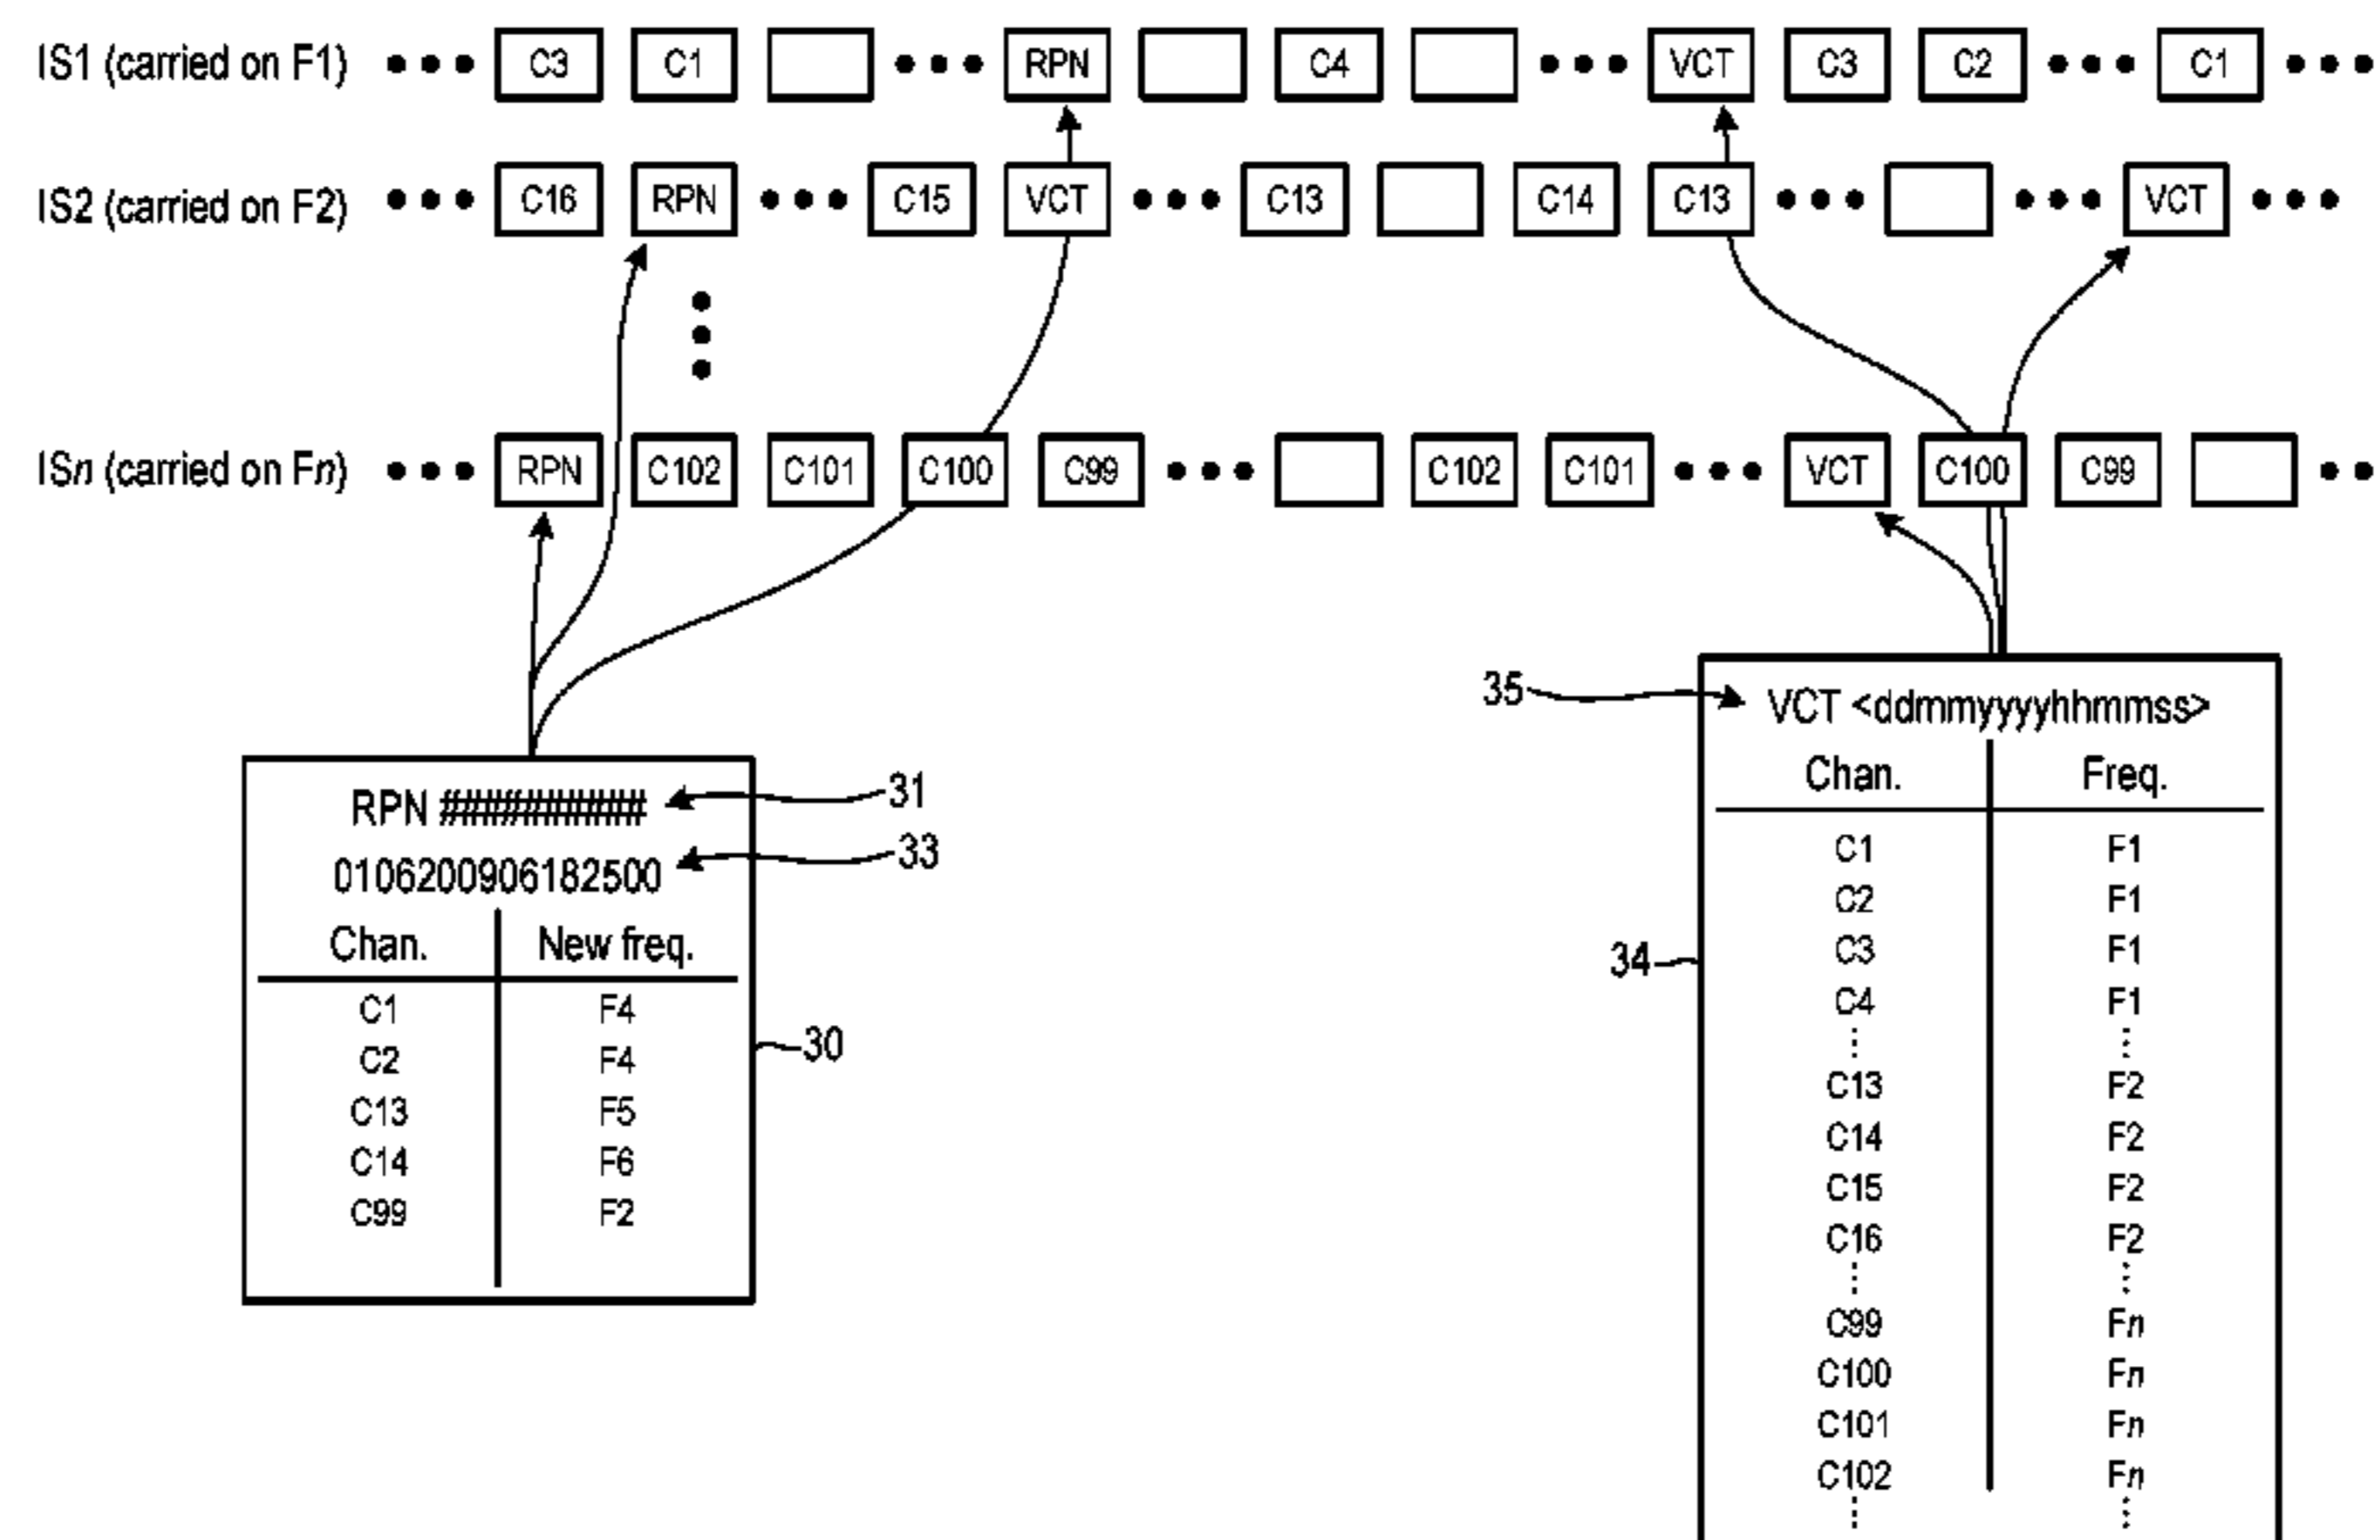 IS1 (carried on F1) ● ● ● C3 C1 ● ● ● RPN C4 ● ● ● VCT C3 C2 ● ● ● C1 ● ● ●
IS2 (carried on F2) ● ● ● C16 RPN ● ● ● C15 VCT ● ● ● C13 C14 C13 ● ● ● ● ● ● VCT ● ● ●
ISn (carried on Fn) ● ● ● RPN C102 C101 C100 C99 ● ● ● C102 C101 ● ● ● VCT C100 C99 ● ●
RPN ################ 31
0106200906182500 33
Chan. New freq.
C1 F4
C2 F4
C13 F5
C14 F6
C99 F2
30
35 VCT <ddmmyyyyhhmmss>
Chan. Freq.
C1 F1
C2 F1
C3 F1
C4 F1
C13 F2
C14 F2
C15 F2
C16 F2
C99 Fn
C100 Fn
C101 Fn
C102 Fn
34